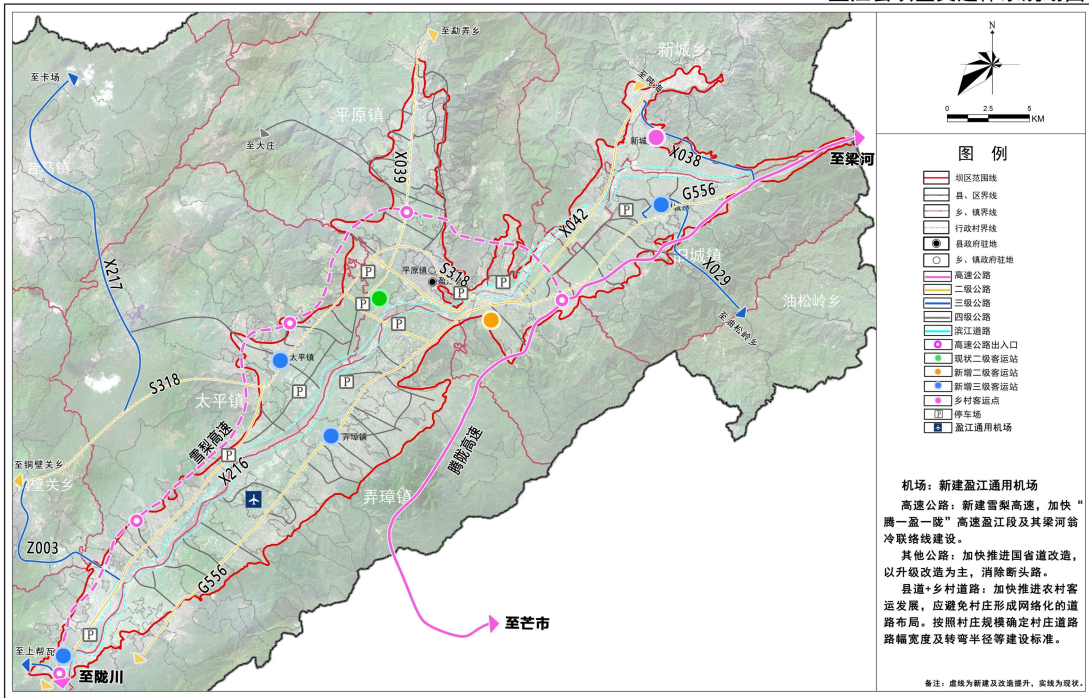 至勐弄乡
新城乡
至卡场
至盹海
平原镇
N
0 2.5 5
KM
至大庄
新城
X038
至梁河
X039
G556
X042
X217
S318
平原镇
X029
油松岭乡
至油松岭乡
太平镇
S318
太平镇
雪梨高速
弄璋镇
腾陇高速
至铜壁关乡
X216
弄璋镇
Z003
G556
至芒市
至上帮瓦
至陇川
图 例
坝区范围线
县、区界线
乡、镇界线
行政村界线
县政府驻地
乡、镇政府驻地
高速公路
二级公路
三级公路
四级公路
滨江道路
高速公路出入口
现状二级客运站
新增二级客运站
新增三级客运站
乡村客运点
P 停车场
盈江通用机场
机场：新建盈江通用机场
高速公路：新建雪梨高速，加快“
腾一盈一陇”高速盈江段及其梁河翁
冷联络线建设。
其他公路：加快推进国省道改造，
以升级改造为主，消除断头路。
县道+乡村道路：加快推进农村客
运发展，应避免村庄形成网络化的道
路布局。按照村庄规模确定村庄道路
路幅宽度及转弯半径等建设标准。
备注：虚线为新建及改造提升，实线为现状。